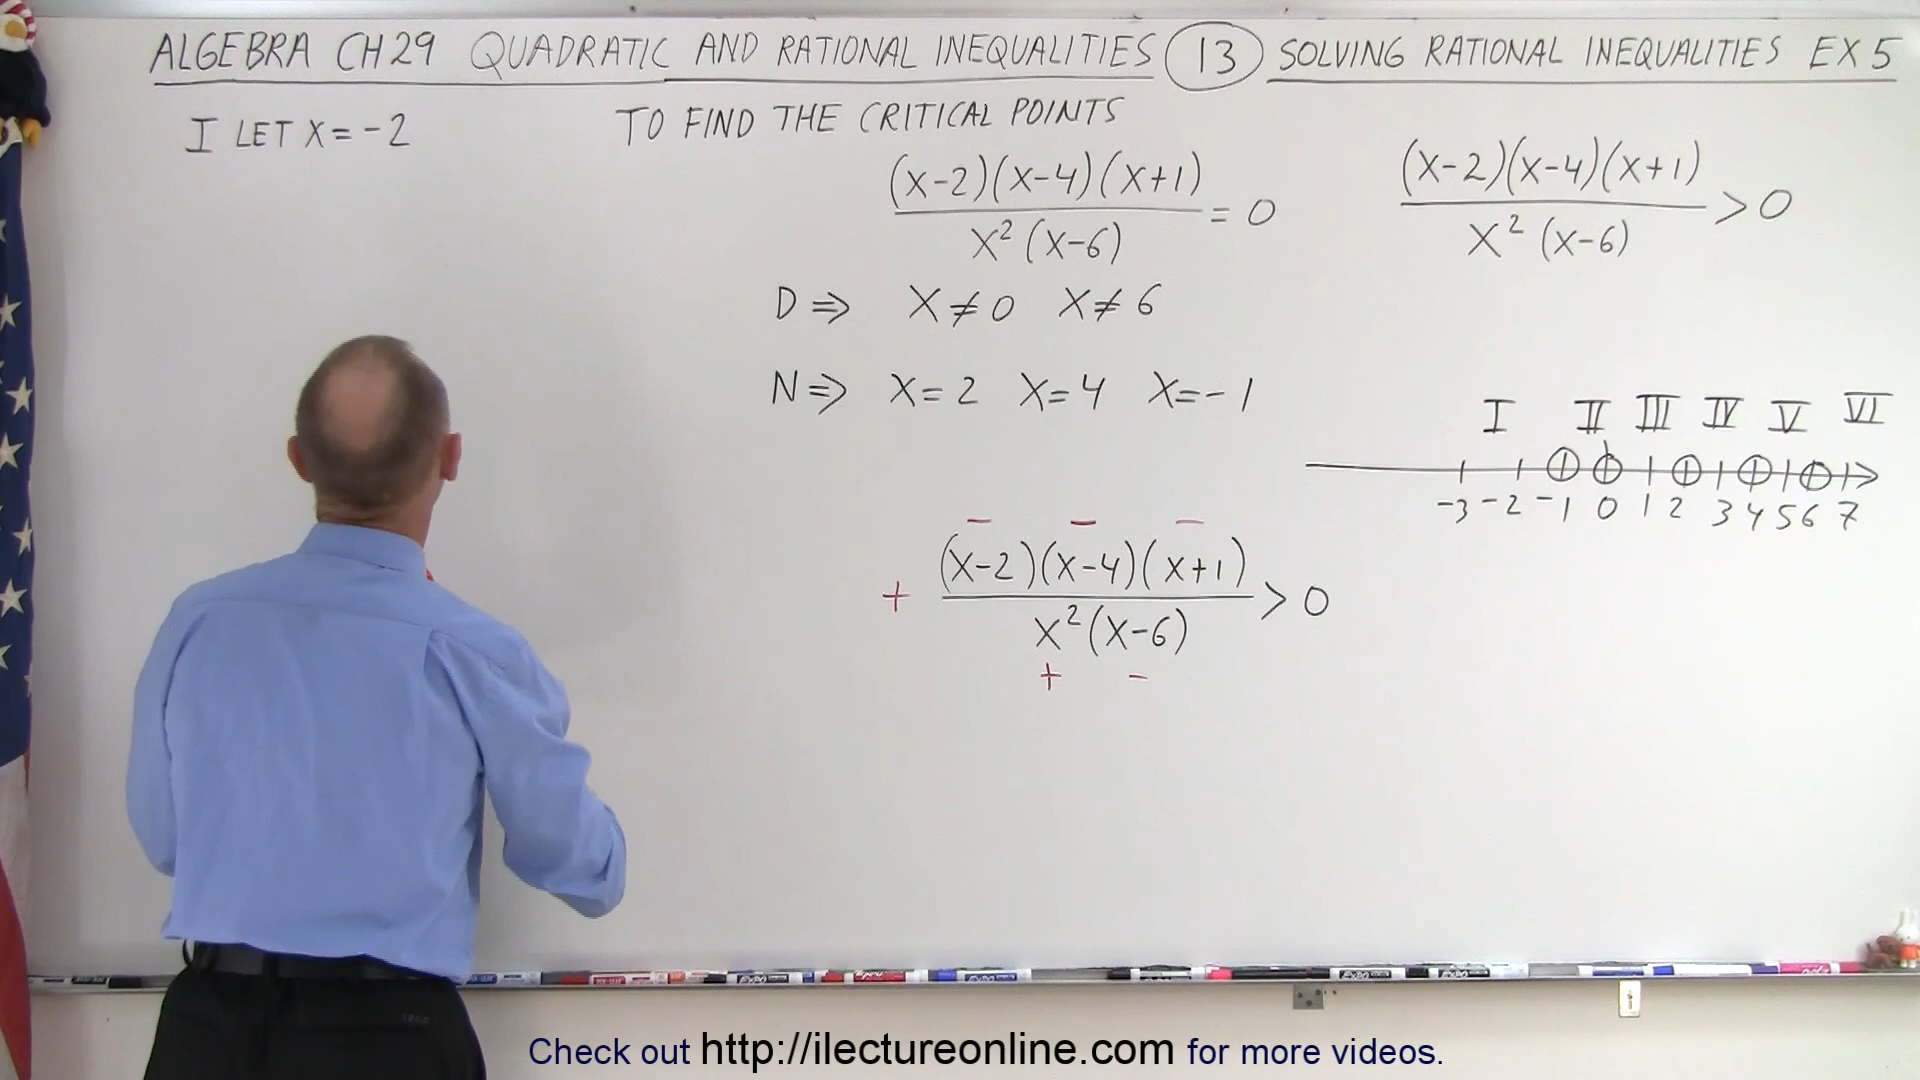 ALGEBRA CH 29 QUADRATIC AND RATIONAL INEQUALITIES 13 SOLVING RATIONAL INEQUALITIES EX 5
I LET X = -2
TO FIND THE CRITICAL POINTS
(x-2)(x-4)(x+1)
———
x² (x-6)
= 0
(x-2)(x-4)(x+1)
———
x² (x-6)
> 0
D ⇒ X ≠ 0 X ≠ 6
N ⇒ X = 2 X = 4 X = -1
I II III IV V VI
-3 -2 -1 0 1 2 3 4 5 6 7
- - -
+ (x-2)(x-4)(x+1)
———
x² (x-6)
> 0
+ -
Check out http://ilectureonline.com for more videos.